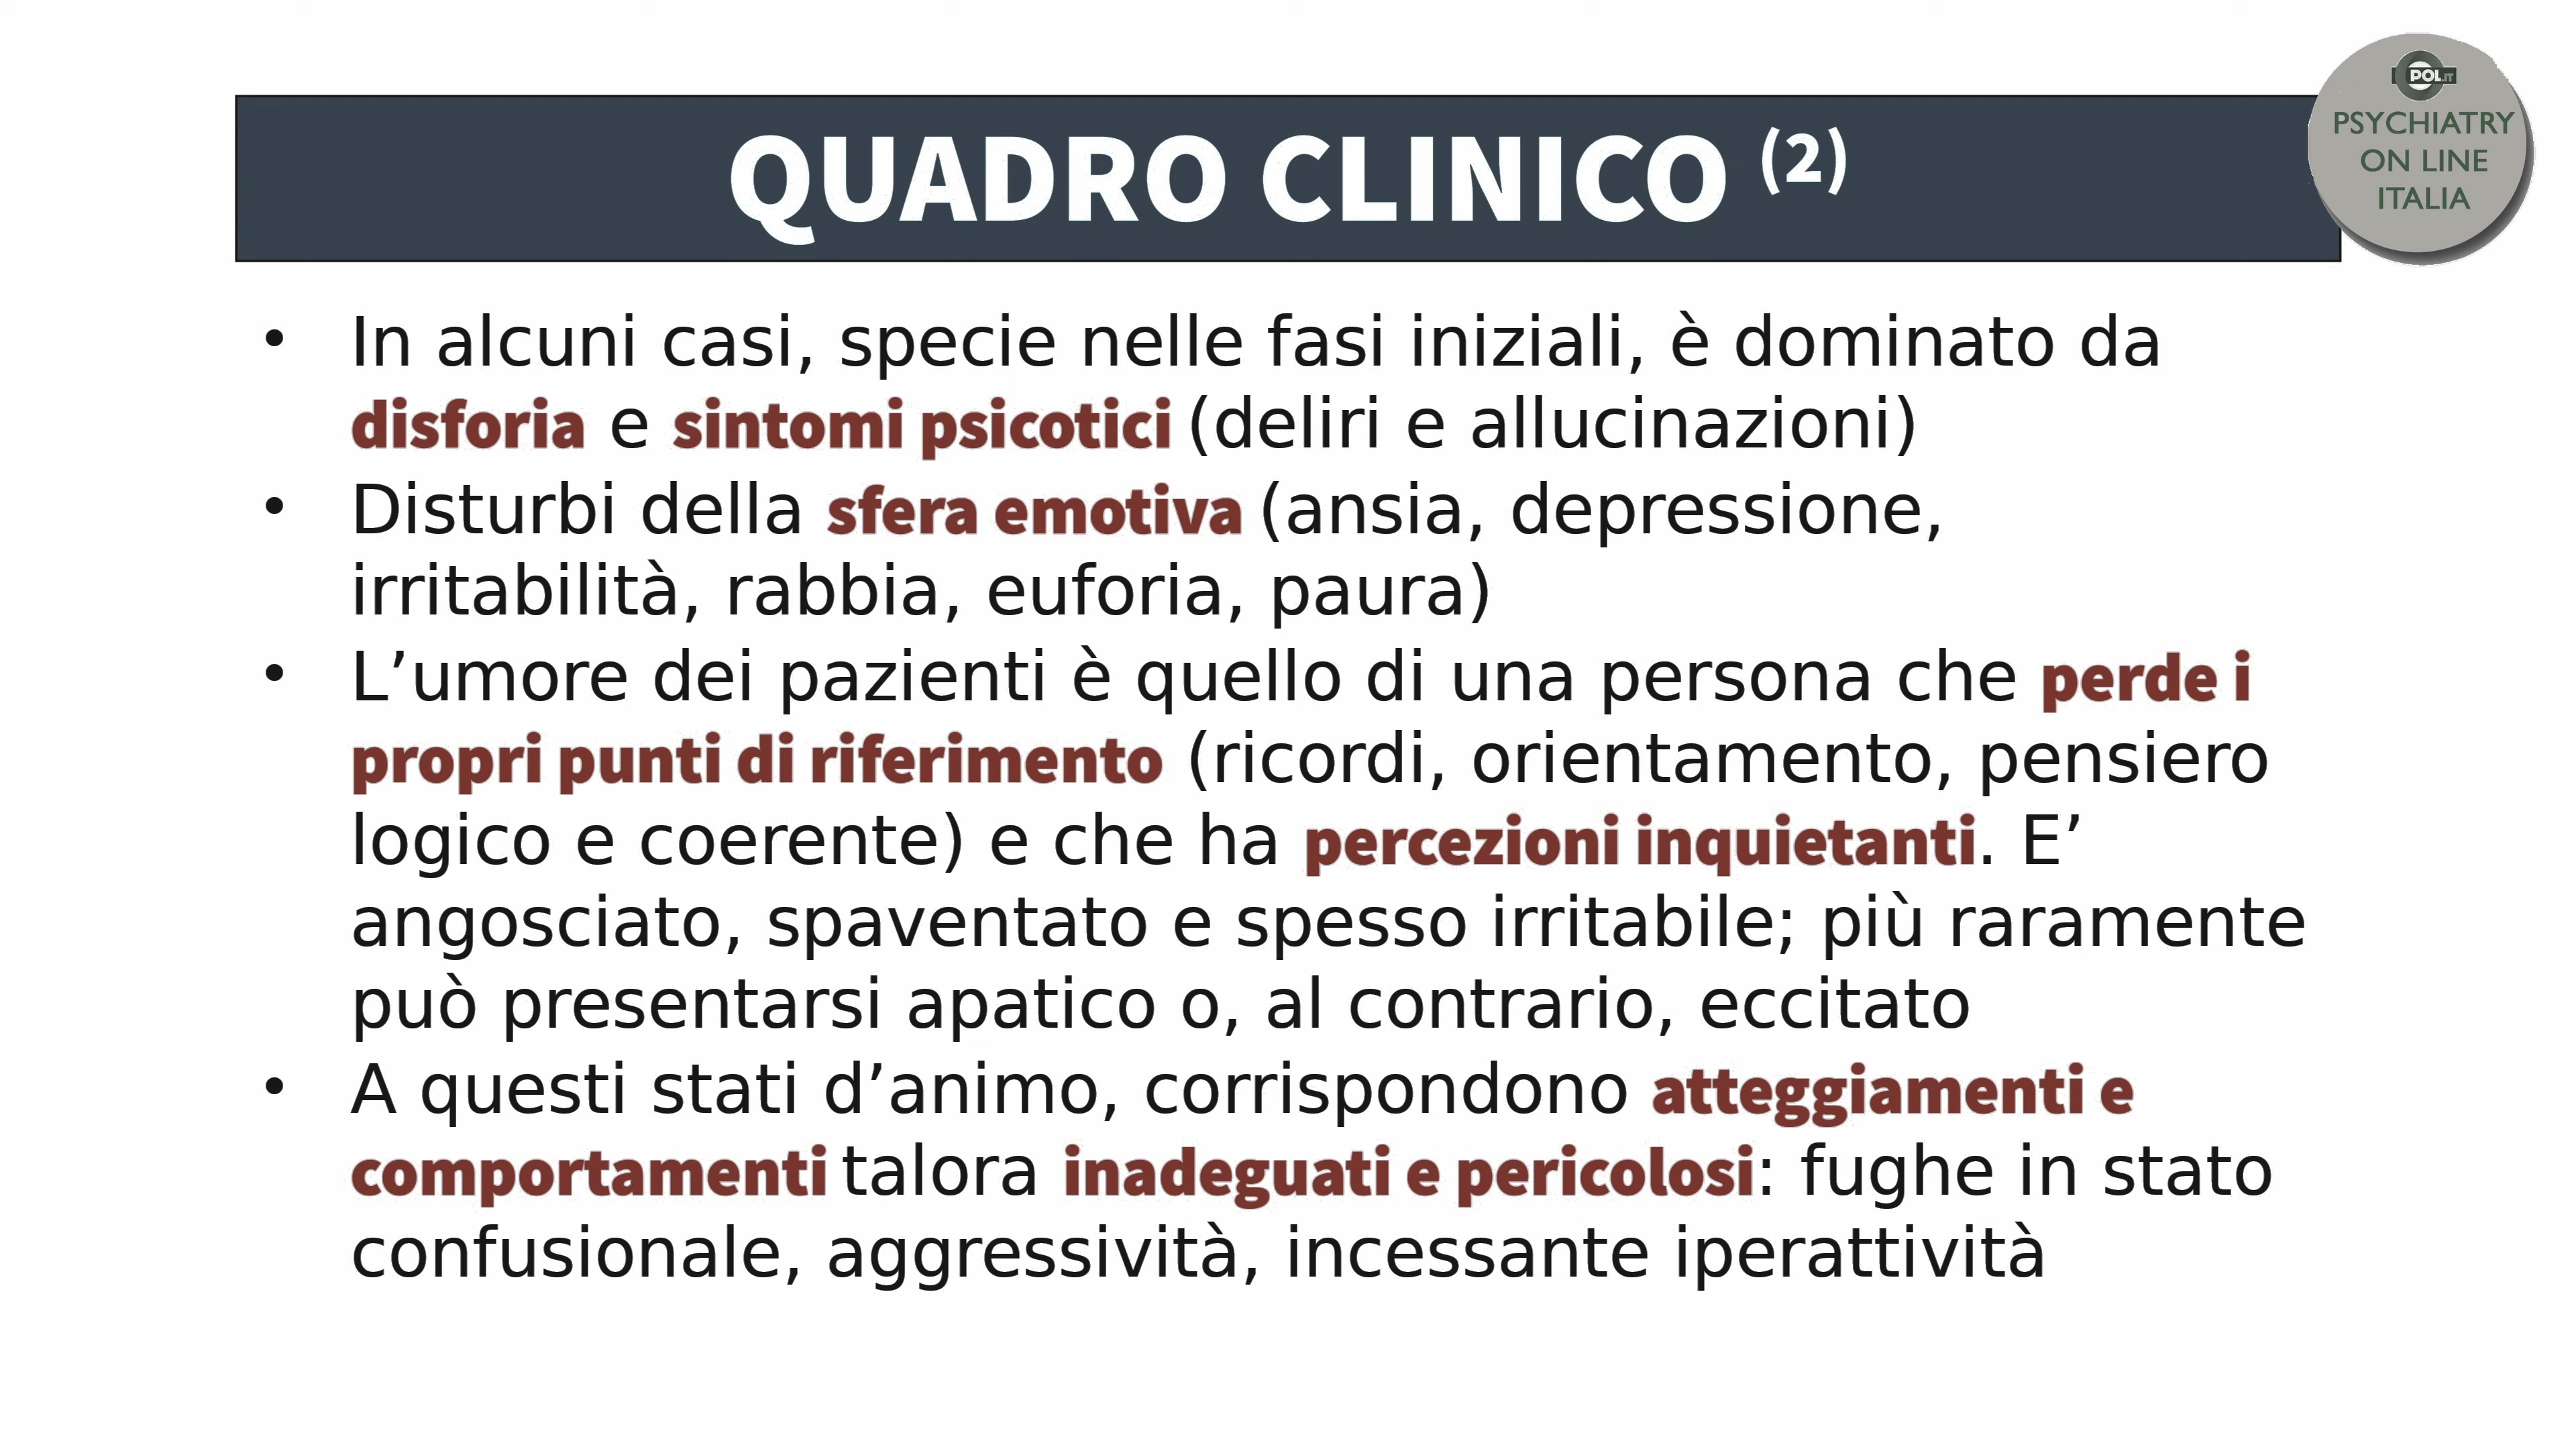 QUADRO CLINICO (2)
POL.IT
PSYCHIATRY
ON LINE
ITALIA
• In alcuni casi, specie nelle fasi iniziali, è dominato da
disforia e sintomi psicotici (deliri e allucinazioni)
• Disturbi della sfera emotiva (ansia, depressione,
irritabilità, rabbia, euforia, paura)
• L’umore dei pazienti è quello di una persona che perde i
propri punti di riferimento (ricordi, orientamento, pensiero
logico e coerente) e che ha percezioni inquietanti. E’
angosciato, spaventato e spesso irritabile; più raramente
può presentarsi apatico o, al contrario, eccitato
• A questi stati d’animo, corrispondono atteggiamenti e
comportamenti talora inadeguati e pericolosi: fughe in stato
confusionale, aggressività, incessante iperattività